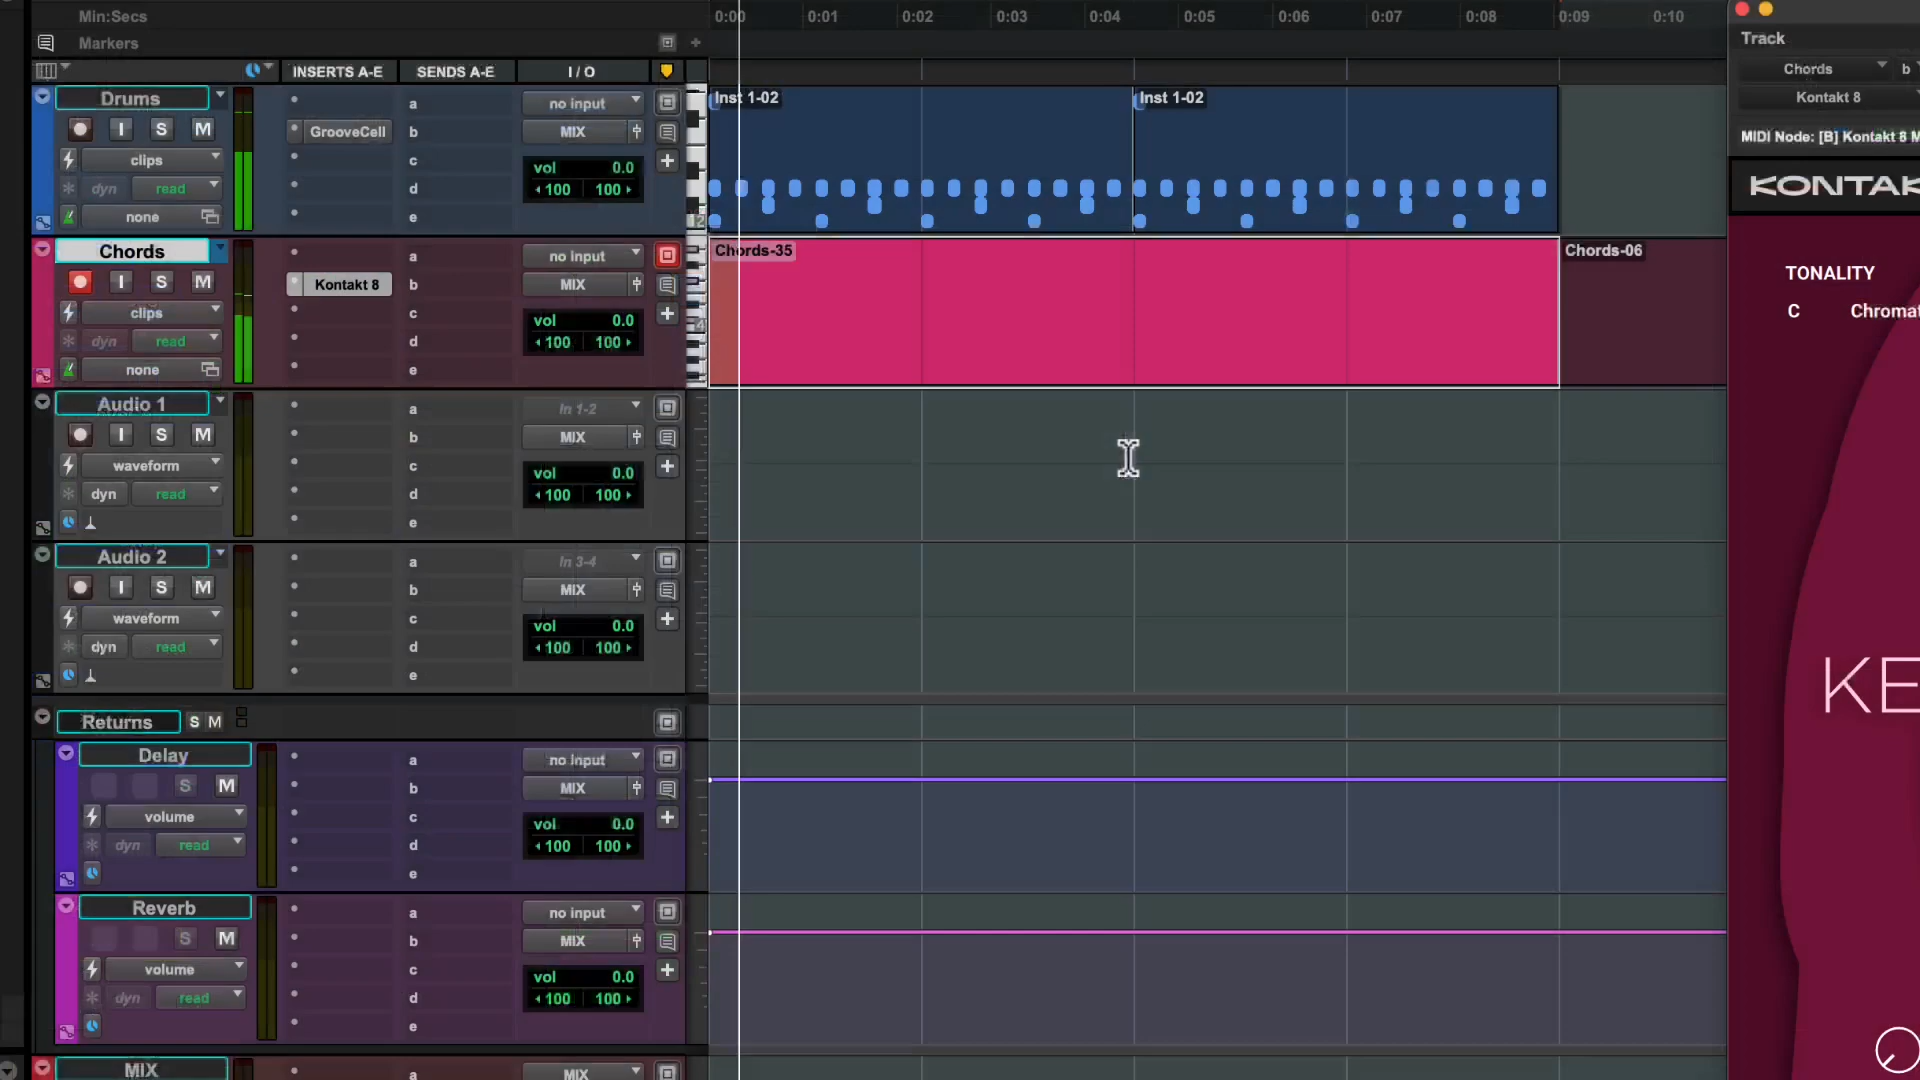 Min:Secs 0:00 0:01 0:02 0:03 0:04 0:05 0:06 0:07 0:08 0:09 0:10
Markers
INSERTS A-E SENDS A-E I / O
Drums
I S M
clips
dyn read
none
GrooveCell
a
b
c
d
e
no input
MIX
vol 0.0
100 100
Inst 1-02 Inst 1-02
Chords
I S M
clips
dyn read
none
Kontakt 8
a
b
c
d
e
no input
MIX
vol 0.0
100 100
Chords-35 Chords-06
Audio 1
I S M
waveform
dyn read
a
b
c
d
e
In 1-2
MIX
vol 0.0
100 100
Audio 2
I S M
waveform
dyn read
a
b
c
d
e
In 3-4
MIX
vol 0.0
100 100
Returns S M
Delay
S M
volume
dyn read
a
b
c
d
e
no input
MIX
vol 0.0
100 100
Reverb
S M
volume
dyn read
a
b
c
d
e
no input
MIX
vol 0.0
100 100
MIX
a
MIX
Track
Chords b
Kontakt 8
MIDI Node: [B] Kontakt 8 M
KONTAK
TONALITY
C Chromat
KE